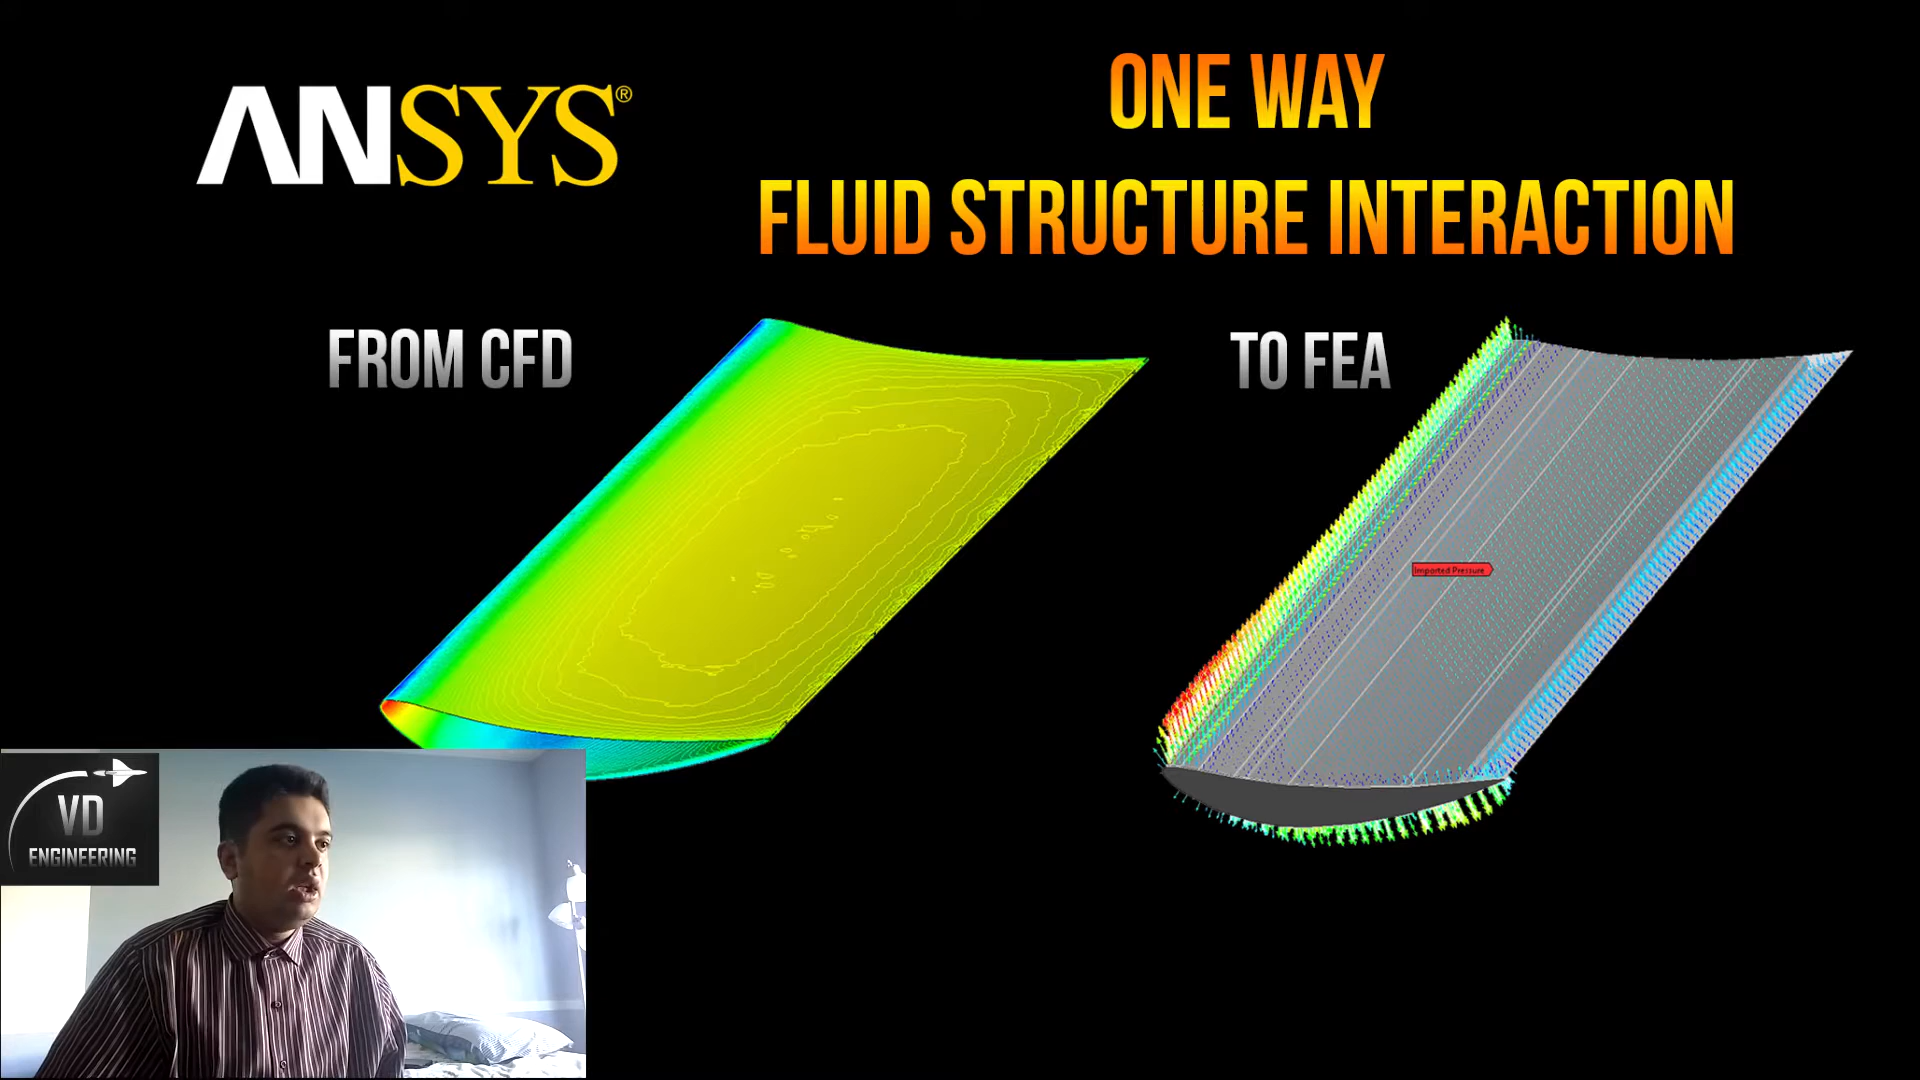 ANSYS®
ONE WAY
FLUID STRUCTURE INTERACTION
FROM CFD
TO FEA
Imported Pressure
VD
ENGINEERING